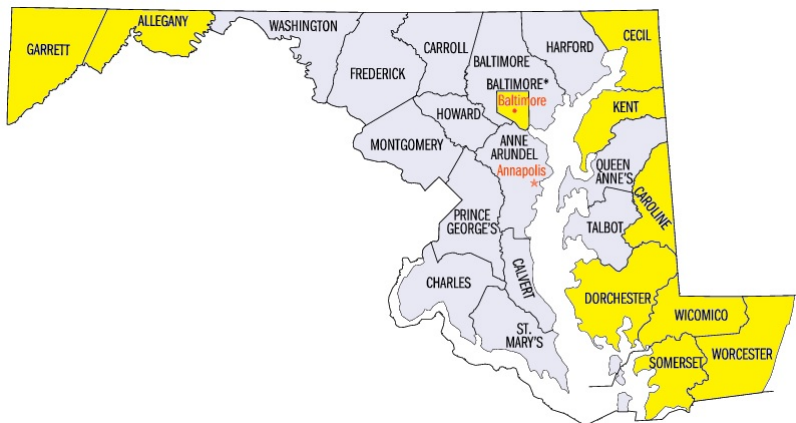 GARRETT
ALLEGANY
WASHINGTON
FREDERICK
CARROLL
BALTIMORE
HARFORD
CECIL
BALTIMORE*
Baltimore
KENT
HOWARD
MONTGOMERY
ANNE
ARUNDEL
Annapolis
QUEEN
ANNE'S
CAROLINE
PRINCE
GEORGE'S
TALBOT
CHARLES
CALVERT
DORCHESTER
WICOMICO
ST.
MARY'S
SOMERSET
WORCESTER